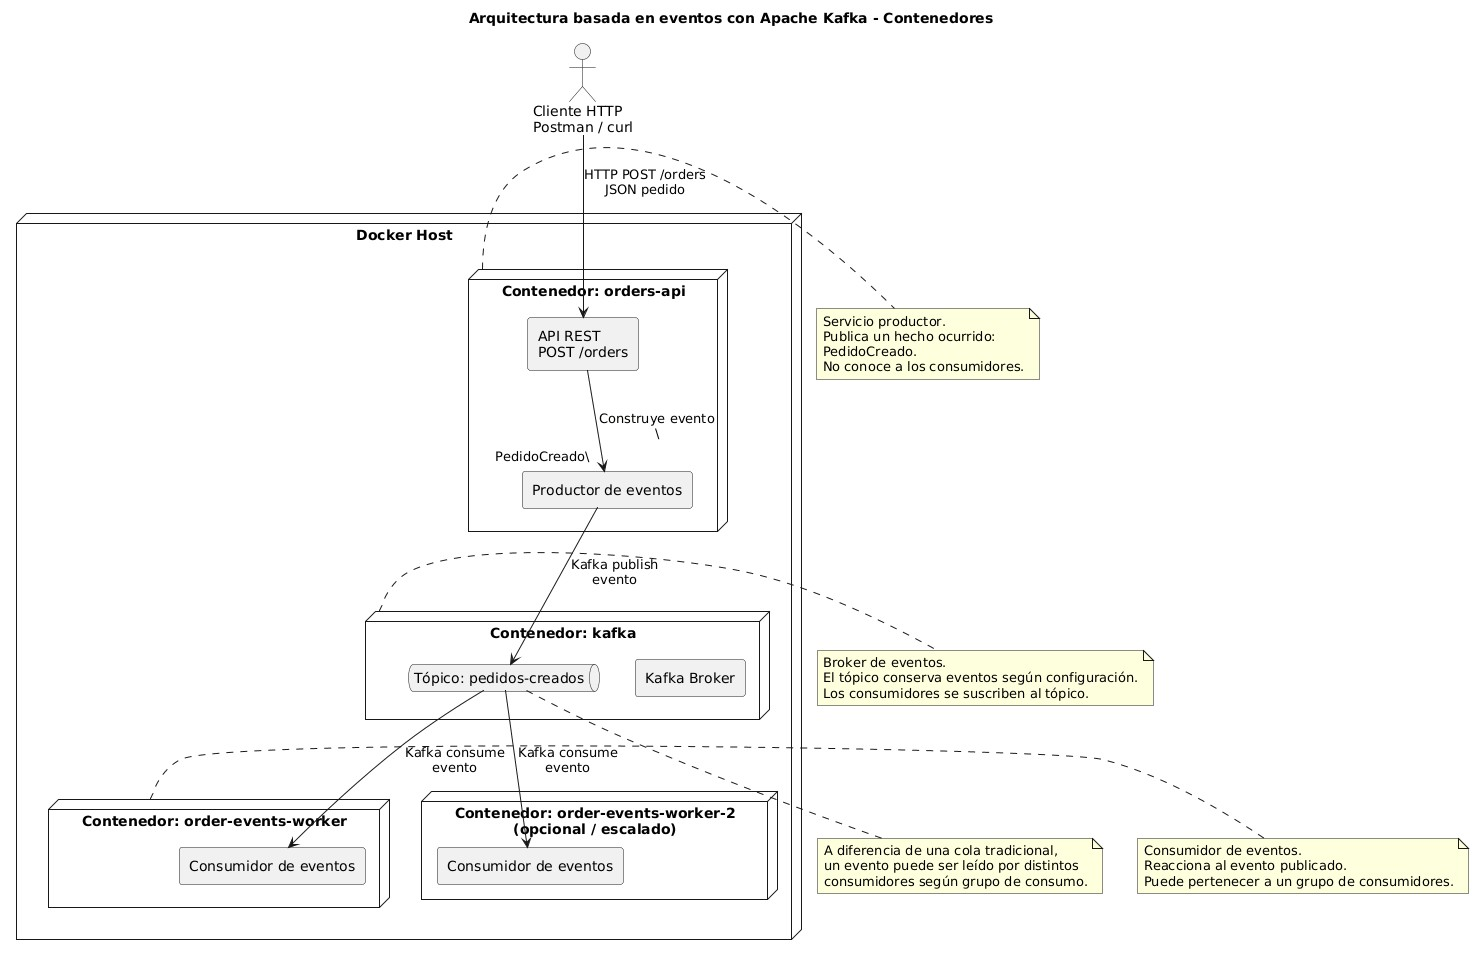 Arquitectura basada en eventos con Apache Kafka - Contenedores
Cliente HTTP
Postman / curl
HTTP POST /orders
JSON pedido
Docker Host
Contenedor: orders-api
API REST
POST /orders
Servicio productor.
Publica un hecho ocurrido:
PedidoCreado.
No conoce a los consumidores.
Construye evento
\
PedidoCreado\
Productor de eventos
Kafka publish
evento
Contenedor: kafka
Tópico: pedidos-creados
Kafka Broker
Broker de eventos.
El tópico conserva eventos según configuración.
Los consumidores se suscriben al tópico.
Kafka consume
evento
Kafka consume
evento
Contenedor: order-events-worker
Consumidor de eventos
Contenedor: order-events-worker-2
(opcional / escalado)
Consumidor de eventos
A diferencia de una cola tradicional,
un evento puede ser leído por distintos
consumidores según grupo de consumo.
Consumidor de eventos.
Reacciona al evento publicado.
Puede pertenecer a un grupo de consumidores.